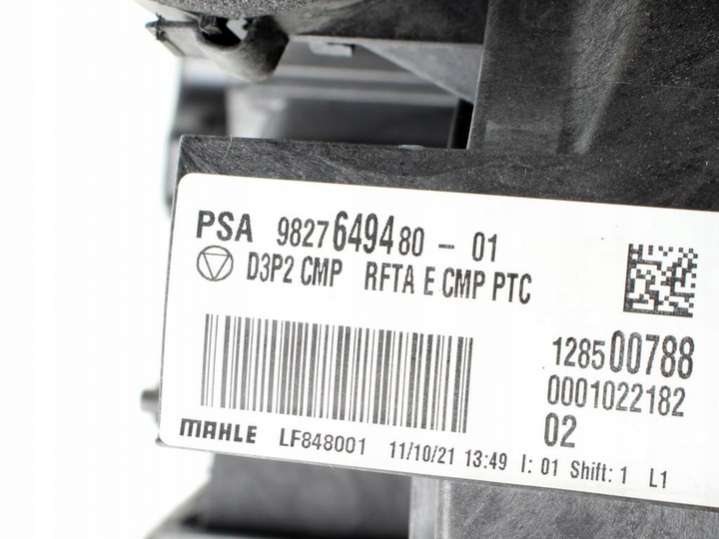 PSA 9827649480 - 01
D3P2 CMP RFTA E CMP PTC
128500788
0001022182
02
MAHLE LF848001 11/10/21 13:49 I: 01 Shift: 1 L1